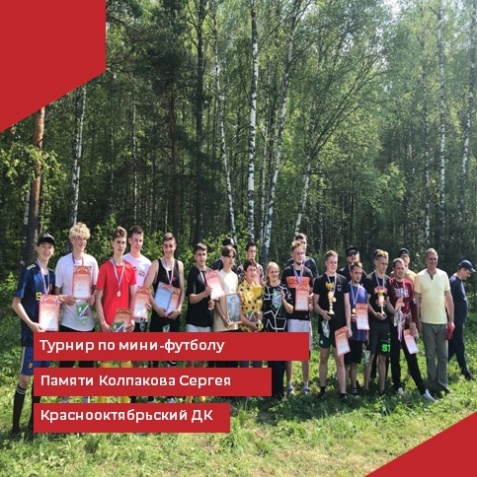 Турнир по мини-футболу
Памяти Колпакова Сергея
Краснооктябрьский ДК